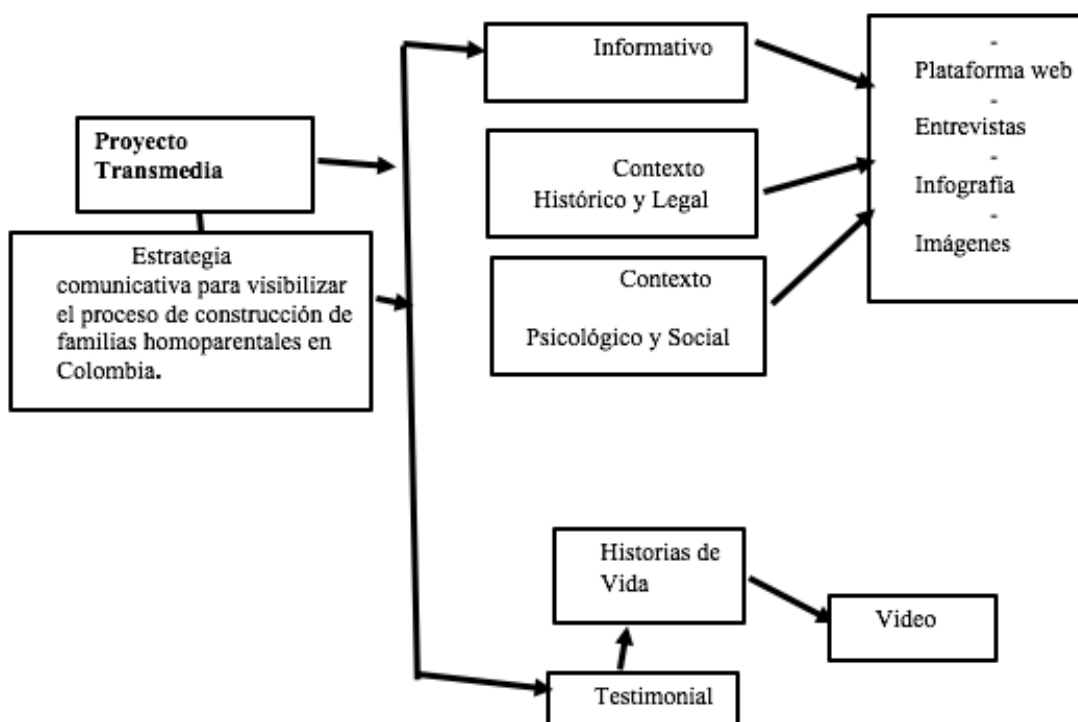 Proyecto
Transmedia
Estrategia
comunicativa para visibilizar
el proceso de construcción de
familias homoparentales en
Colombia.
Informativo
Contexto
Histórico y Legal
Contexto
Psicológico y Social
-
Plataforma web
-
Entrevistas
-
Infografía
-
Imágenes
Historias de
Vida
Video
Testimonial